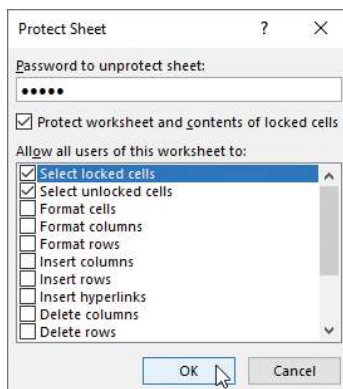 Protect Sheet ? ×
Password to unprotect sheet:
•••••
Protect worksheet and contents of locked cells
Allow all users of this worksheet to:
Select locked cells
Select unlocked cells
Format cells
Format columns
Format rows
Insert columns
Insert rows
Insert hyperlinks
Delete columns
Delete rows
OK Cancel